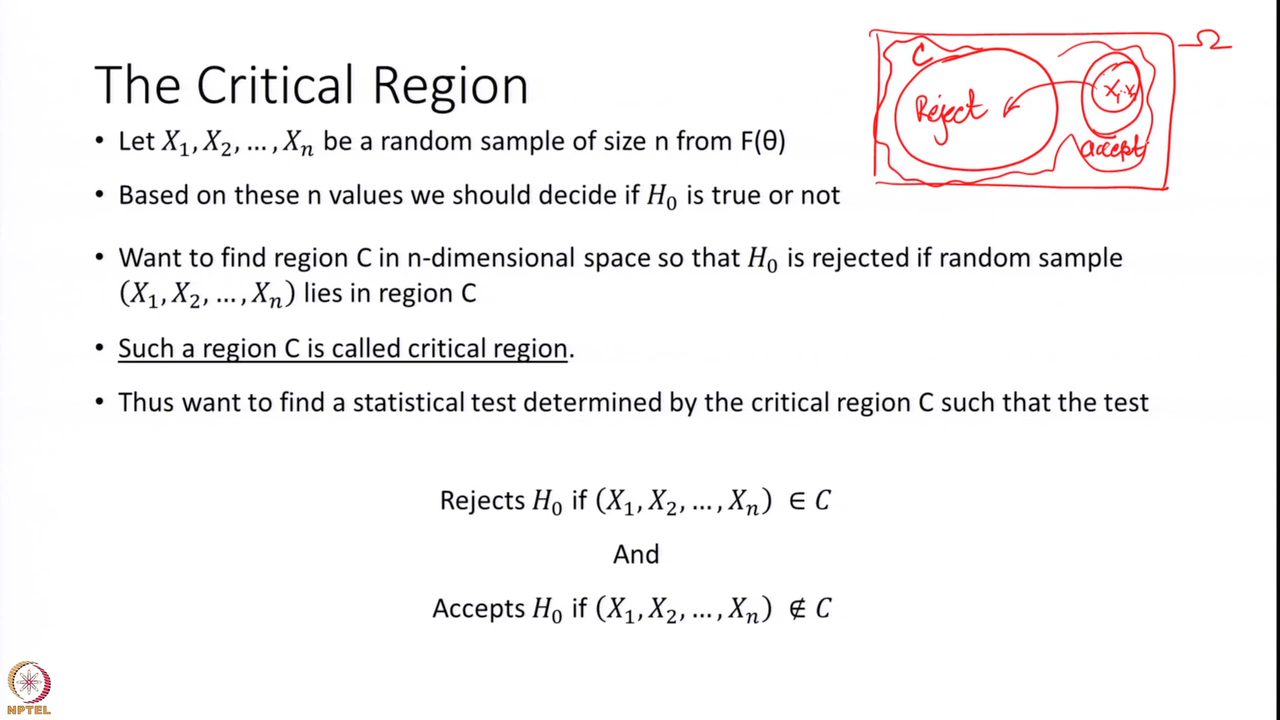 The Critical Region
• Let X₁, X₂, …, Xₙ be a random sample of size n from F(θ)
• Based on these n values we should decide if H₀ is true or not
• Want to find region C in n-dimensional space so that H₀ is rejected if random sample
(X₁, X₂, …, Xₙ) lies in region C
• Such a region C is called critical region.
• Thus want to find a statistical test determined by the critical region C such that the test
Rejects H₀ if (X₁, X₂, …, Xₙ) ∈ C
And
Accepts H₀ if (X₁, X₂, …, Xₙ) ∉ C
C
Ω
Reject
accept
NPTEL